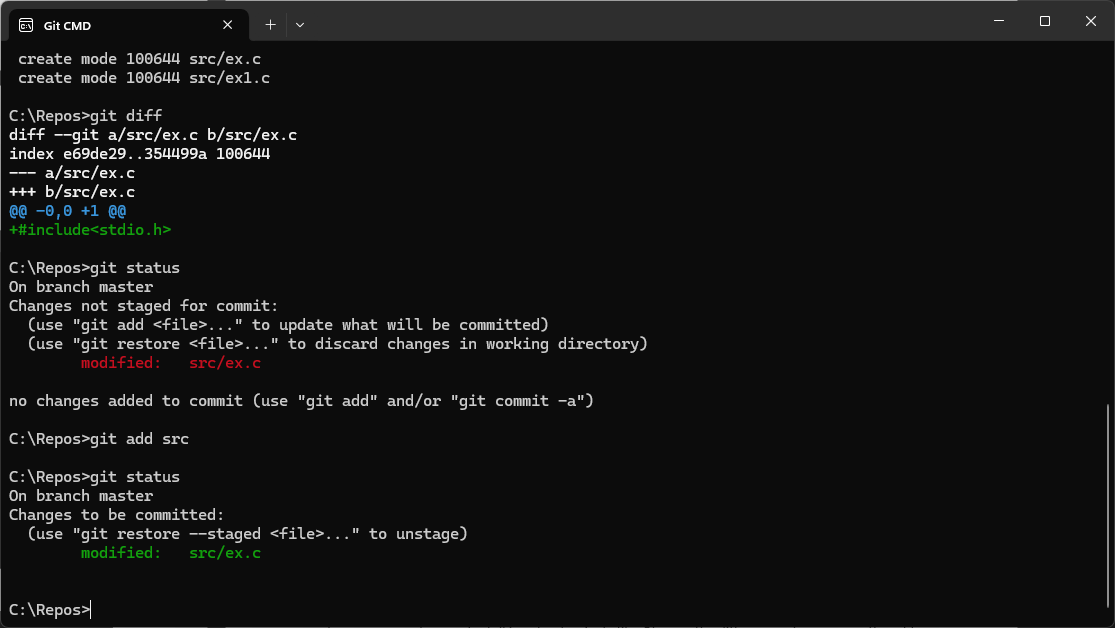 Git CMD
 create mode 100644 src/ex.c
 create mode 100644 src/ex1.c
C:\Repos>git diff
diff --git a/src/ex.c b/src/ex.c
index e69de29..354499a 100644
--- a/src/ex.c
+++ b/src/ex.c
@@ -0,0 +1 @@
+#include<stdio.h>
C:\Repos>git status
On branch master
Changes not staged for commit:
  (use "git add <file>..." to update what will be committed)
  (use "git restore <file>..." to discard changes in working directory)
        modified:   src/ex.c
no changes added to commit (use "git add" and/or "git commit -a")
C:\Repos>git add src
C:\Repos>git status
On branch master
Changes to be committed:
  (use "git restore --staged <file>..." to unstage)
        modified:   src/ex.c
C:\Repos>